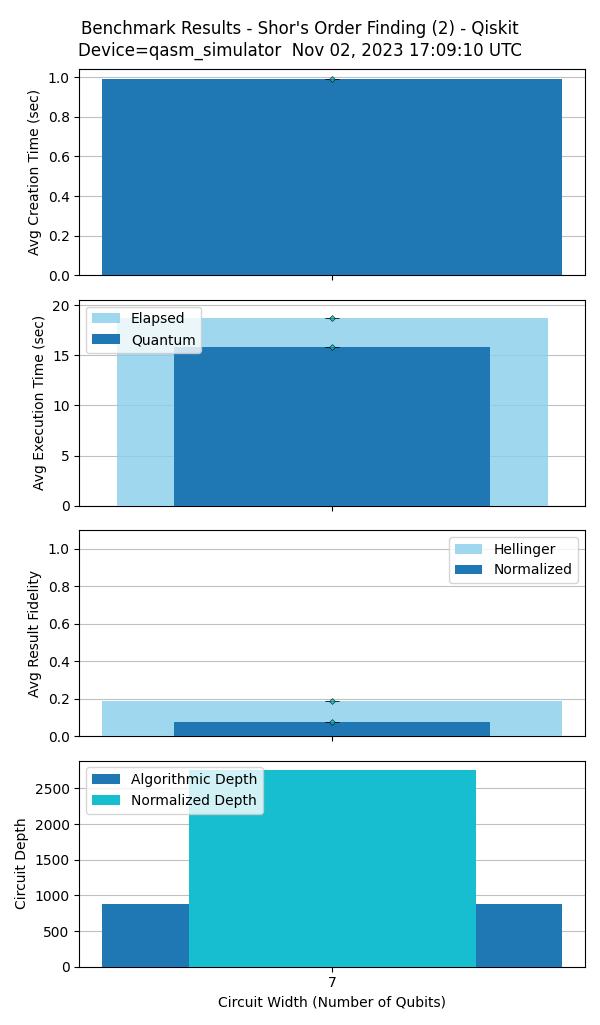 Benchmark Results - Shor's Order Finding (2) - Qiskit
Device=qasm_simulator  Nov 02, 2023 17:09:10 UTC
Avg Creation Time (sec)
1.0
0.8
0.6
0.4
0.2
0.0
Avg Execution Time (sec)
20
15
10
5
0
Elapsed
Quantum
Avg Result Fidelity
1.0
0.8
0.6
0.4
0.2
0.0
Hellinger
Normalized
Circuit Depth
2500
2000
1500
1000
500
0
Algorithmic Depth
Normalized Depth
7
Circuit Width (Number of Qubits)